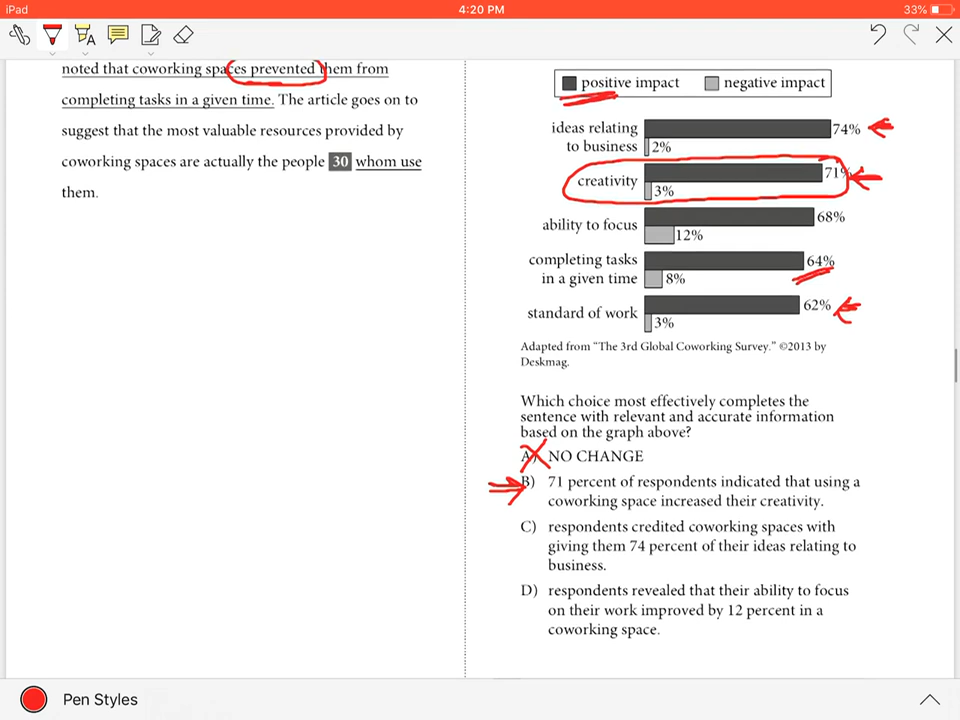 iPad
4:20 PM
33%
noted that coworking spaces prevented them from
completing tasks in a given time. The article goes on to
suggest that the most valuable resources provided by
coworking spaces are actually the people 30 whom use
them.
positive impact
negative impact
ideas relating
to business
74%
2%
creativity
71%
3%
ability to focus
68%
12%
completing tasks
in a given time
64%
8%
standard of work
62%
3%
Adapted from “The 3rd Global Coworking Survey.” ©2013 by
Deskmag.
Which choice most effectively completes the
sentence with relevant and accurate information
based on the graph above?
A) NO CHANGE
B) 71 percent of respondents indicated that using a
coworking space increased their creativity.
C) respondents credited coworking spaces with
giving them 74 percent of their ideas relating to
business.
D) respondents revealed that their ability to focus
on their work improved by 12 percent in a
coworking space.
Pen Styles